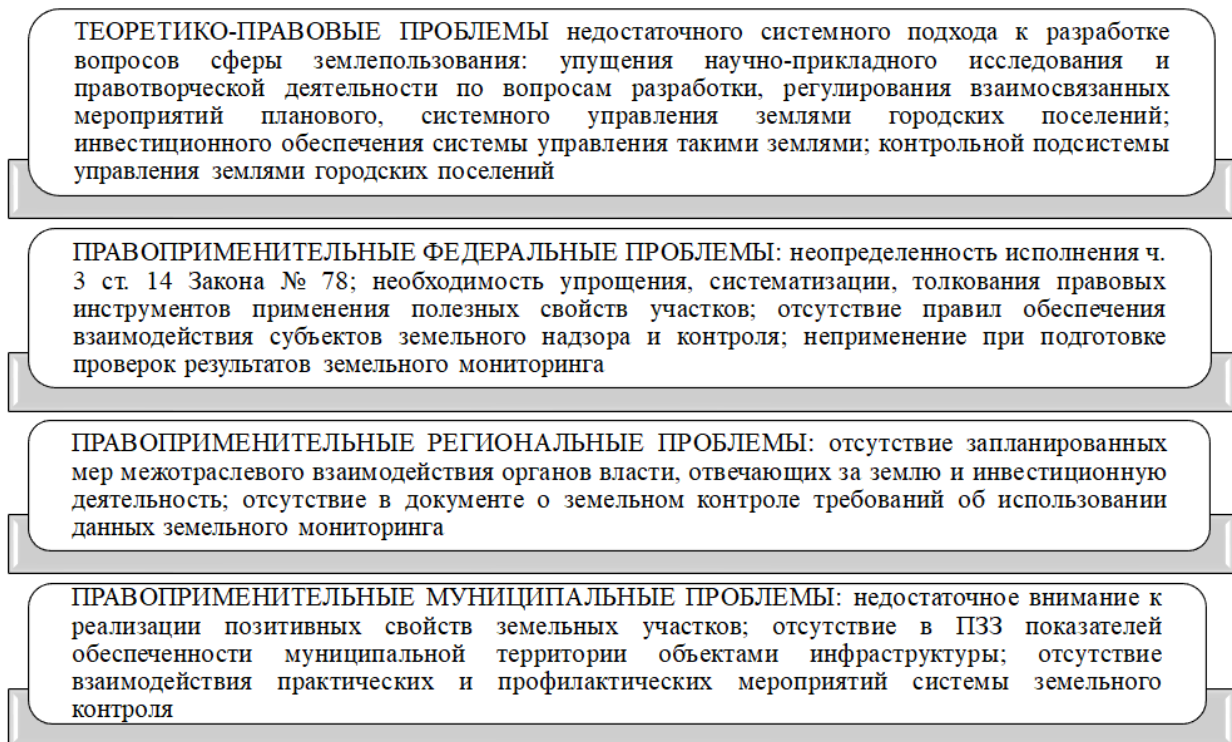 ТЕОРЕТИКО-ПРАВОВЫЕ ПРОБЛЕМЫ недостаточного системного подхода к разработке
вопросов сферы землепользования: упущения научно-прикладного исследования и
правотворческой деятельности по вопросам разработки, регулирования взаимосвязанных
мероприятий планового, системного управления землями городских поселений;
инвестиционного обеспечения системы управления такими землями; контрольной подсистемы
управления землями городских поселений
ПРАВОПРИМЕНИТЕЛЬНЫЕ ФЕДЕРАЛЬНЫЕ ПРОБЛЕМЫ: неопределенность исполнения ч.
3 ст. 14 Закона № 78; необходимость упрощения, систематизации, толкования правовых
инструментов применения полезных свойств участков; отсутствие правил обеспечения
взаимодействия субъектов земельного надзора и контроля; неприменение при подготовке
проверок результатов земельного мониторинга
ПРАВОПРИМЕНИТЕЛЬНЫЕ РЕГИОНАЛЬНЫЕ ПРОБЛЕМЫ: отсутствие запланированных
мер межотраслевого взаимодействия органов власти, отвечающих за землю и инвестиционную
деятельность; отсутствие в документе о земельном контроле требований об использовании
данных земельного мониторинга
ПРАВОПРИМЕНИТЕЛЬНЫЕ МУНИЦИПАЛЬНЫЕ ПРОБЛЕМЫ: недостаточное внимание к
реализации позитивных свойств земельных участков; отсутствие в ПЗЗ показателей
обеспеченности муниципальной территории объектами инфраструктуры; отсутствие
взаимодействия практических и профилактических мероприятий системы земельного
контроля